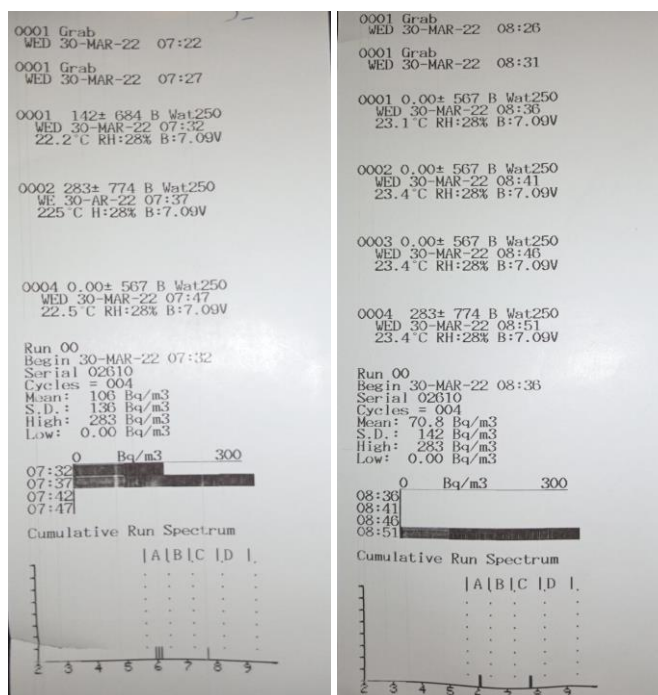 0001 Grab
WED 30-MAR-22 07:22
0001 Grab
WED 30-MAR-22 07:27
0001 142± 684 B Wat250
WED 30-MAR-22 07:32
22.2°C RH:28% B:7.09V
0002 283± 774 B Wat250
WE 30-AR-22 07:37
225°C H:28% B:7.09V
0004 0.00± 567 B Wat250
WED 30-MAR-22 07:47
22.5°C RH:28% B:7.09V
Run 00
Begin 30-MAR-22 07:32
Serial 02610
Cycles = 004
Mean: 106 Bq/m3
S.D.: 136 Bq/m3
High: 283 Bq/m3
Low: 0.00 Bq/m3
0 Bq/m3 300
07:32
07:37
07:42
07:47
Cumulative Run Spectrum
|A|B|C |D |
2 3 4 5 6 7 8 9
0001 Grab
WED 30-MAR-22 08:26
0001 Grab
WED 30-MAR-22 08:31
0001 0.00± 567 B Wat250
WED 30-MAR-22 08:36
23.1°C RH:28% B:7.09V
0002 0.00± 567 B Wat250
WED 30-MAR-22 08:41
23.4°C RH:28% B:7.09V
0003 0.00± 567 B Wat250
WED 30-MAR-22 08:46
23.4°C RH:28% B:7.09V
0004 283± 774 B Wat250
WED 30-MAR-22 08:51
23.4°C RH:28% B:7.09V
Run 00
Begin 30-MAR-22 08:36
Serial 02610
Cycles = 004
Mean: 70.8 Bq/m3
S.D.: 142 Bq/m3
High: 283 Bq/m3
Low: 0.00 Bq/m3
0 Bq/m3 300
08:36
08:41
08:46
08:51
Cumulative Run Spectrum
|A|B|C |D |
2 3 4 5 8 9